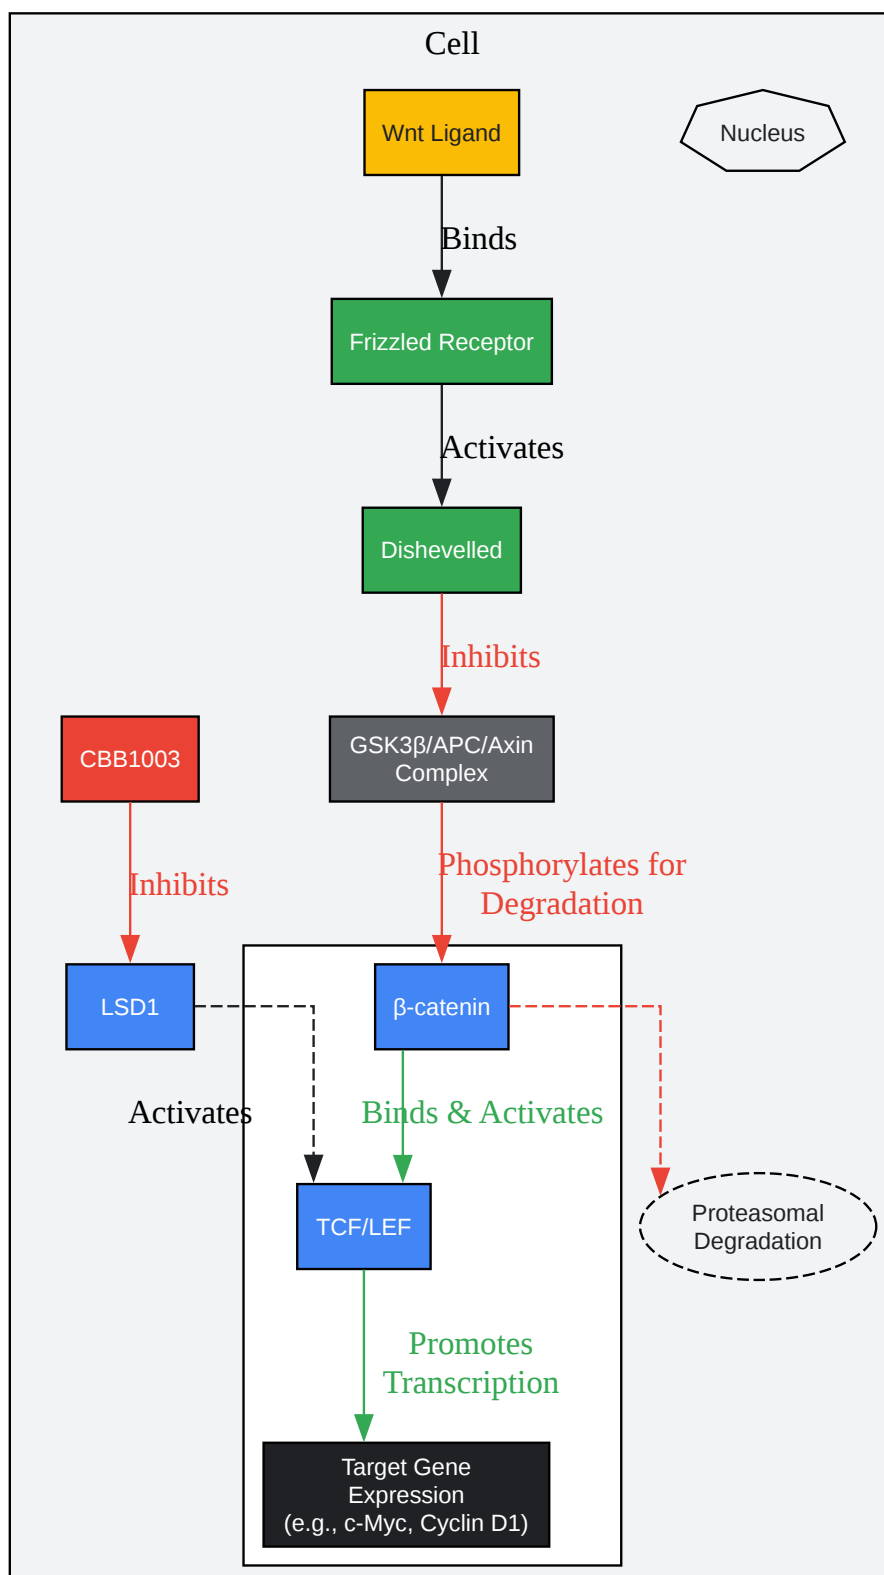 Cell
Wnt Ligand
Nucleus
Binds
Frizzled Receptor
Activates
Dishevelled
Inhibits
CBB1003
GSK3β/APC/Axin
Complex
Inhibits
Phosphorylates for
Degradation
LSD1
β-catenin
Activates
Binds & Activates
TCF/LEF
Proteasomal
Degradation
Promotes
Transcription
Target Gene
Expression
(e.g., c-Myc, Cyclin D1)